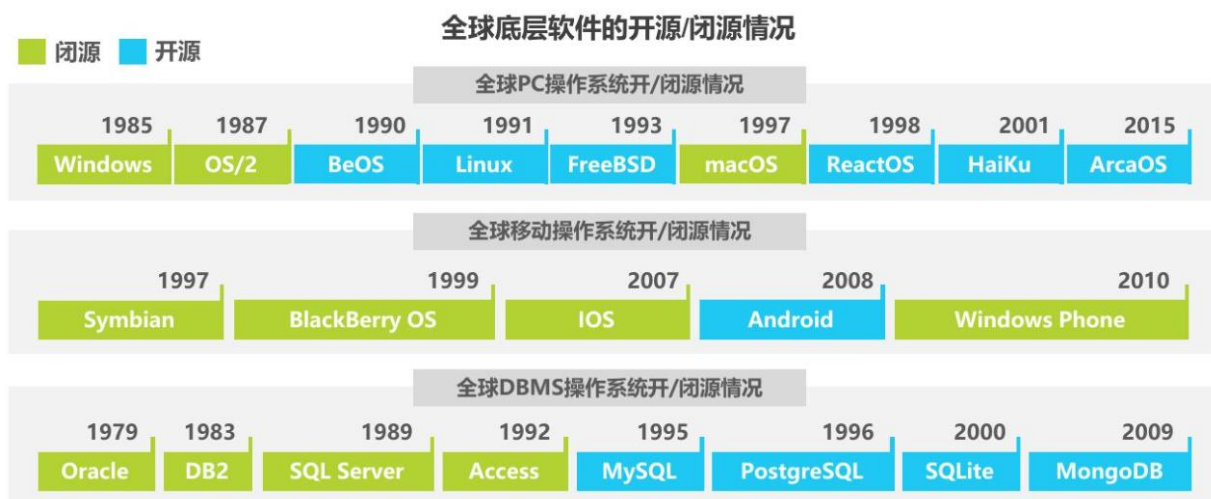 全球底层软件的开源/闭源情况
闭源 开源
全球PC操作系统开/闭源情况
1985 1987 1990 1991 1993 1997 1998 2001 2015
Windows OS/2 BeOS Linux FreeBSD macOS ReactOS HaiKu ArcaOS
全球移动操作系统开/闭源情况
1997 1999 2007 2008 2010
Symbian BlackBerry OS IOS Android Windows Phone
全球DBMS操作系统开/闭源情况
1979 1983 1989 1992 1995 1996 2000 2009
Oracle DB2 SQL Server Access MySQL PostgreSQL SQLite MongoDB